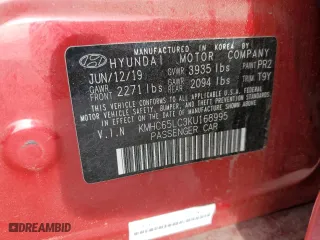 MANUFACTURED IN KOREA BY
HYUNDAI MOTOR COMPANY
JUN/12/19 GVWR 3935 lbs PAINT PR2
GAWR FRONT 2271 lbs GAWR REAR 2094 lbs TRIM T9Y
THIS VEHICLE CONFORMS TO ALL APPLICABLE U.S.A FEDERAL
MOTOR VEHICLE SAFETY, BUMPER, AND THEFT PREVENTION
STANDARDS IN EFFECT ON THE DATE OF MANUFACTURE SHOWN ABOVE.
V.I.N KMHC65LC3KU168995
PASSENGER CAR
DREAMBID